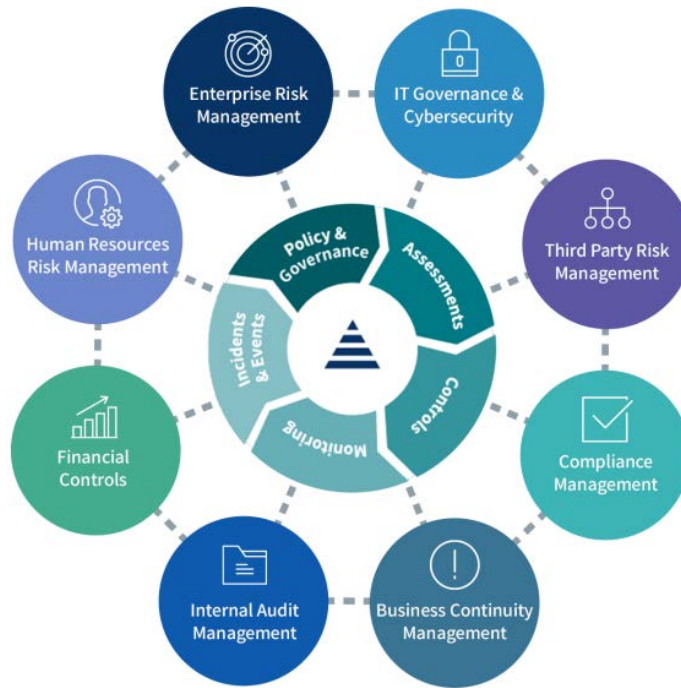 Enterprise Risk
Management
IT Governance &
Cybersecurity
0
Third Party Risk
Management
Compliance
Management
Business Continuity
Management
Internal Audit
Management
Financial
Controls
Human Resources
Risk Management
Policy &
Governance
Assessments
Controls
Monitoring
Incidents
& Events